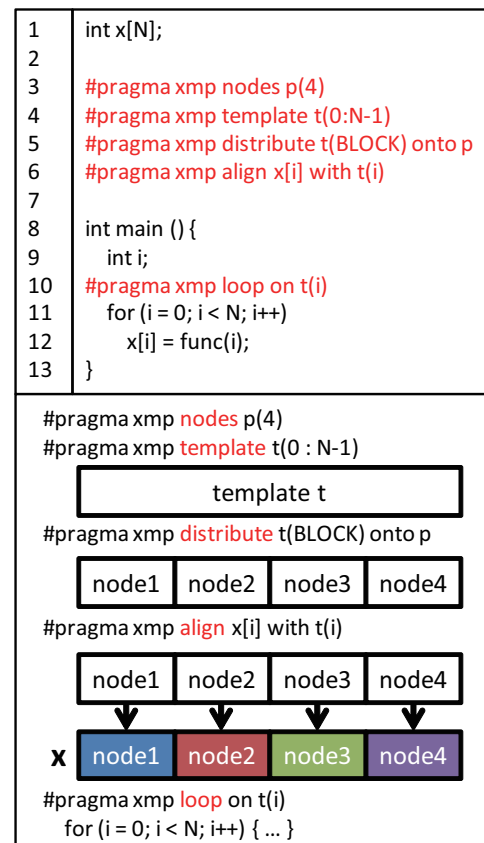 1 int x[N];
2
3 #pragma xmp nodes p(4)
4 #pragma xmp template t(0:N-1)
5 #pragma xmp distribute t(BLOCK) onto p
6 #pragma xmp align x[i] with t(i)
7
8 int main () {
9 int i;
10 #pragma xmp loop on t(i)
11 for (i = 0; i < N; i++)
12 x[i] = func(i);
13 }
#pragma xmp nodes p(4)
#pragma xmp template t(0 : N-1)
template t
#pragma xmp distribute t(BLOCK) onto p
node1 node2 node3 node4
#pragma xmp align x[i] with t(i)
node1 node2 node3 node4
x node1 node2 node3 node4
#pragma xmp loop on t(i)
for (i = 0; i < N; i++) { ... }